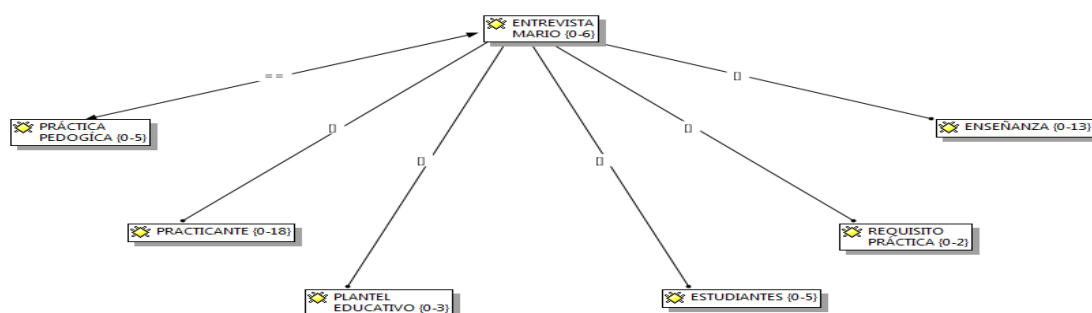 ENTREVISTA
MARIO {0-6}
==
[]
PRÁCTICA
PEDOGÍCA {0-5}
[]
[]
ENSEÑANZA {0-13}
[]
[]
PRACTICANTE {0-18}
REQUISITO
PRÁCTICA {0-2}
PLANTEL
EDUCATIVO {0-3}
ESTUDIANTES {0-5}